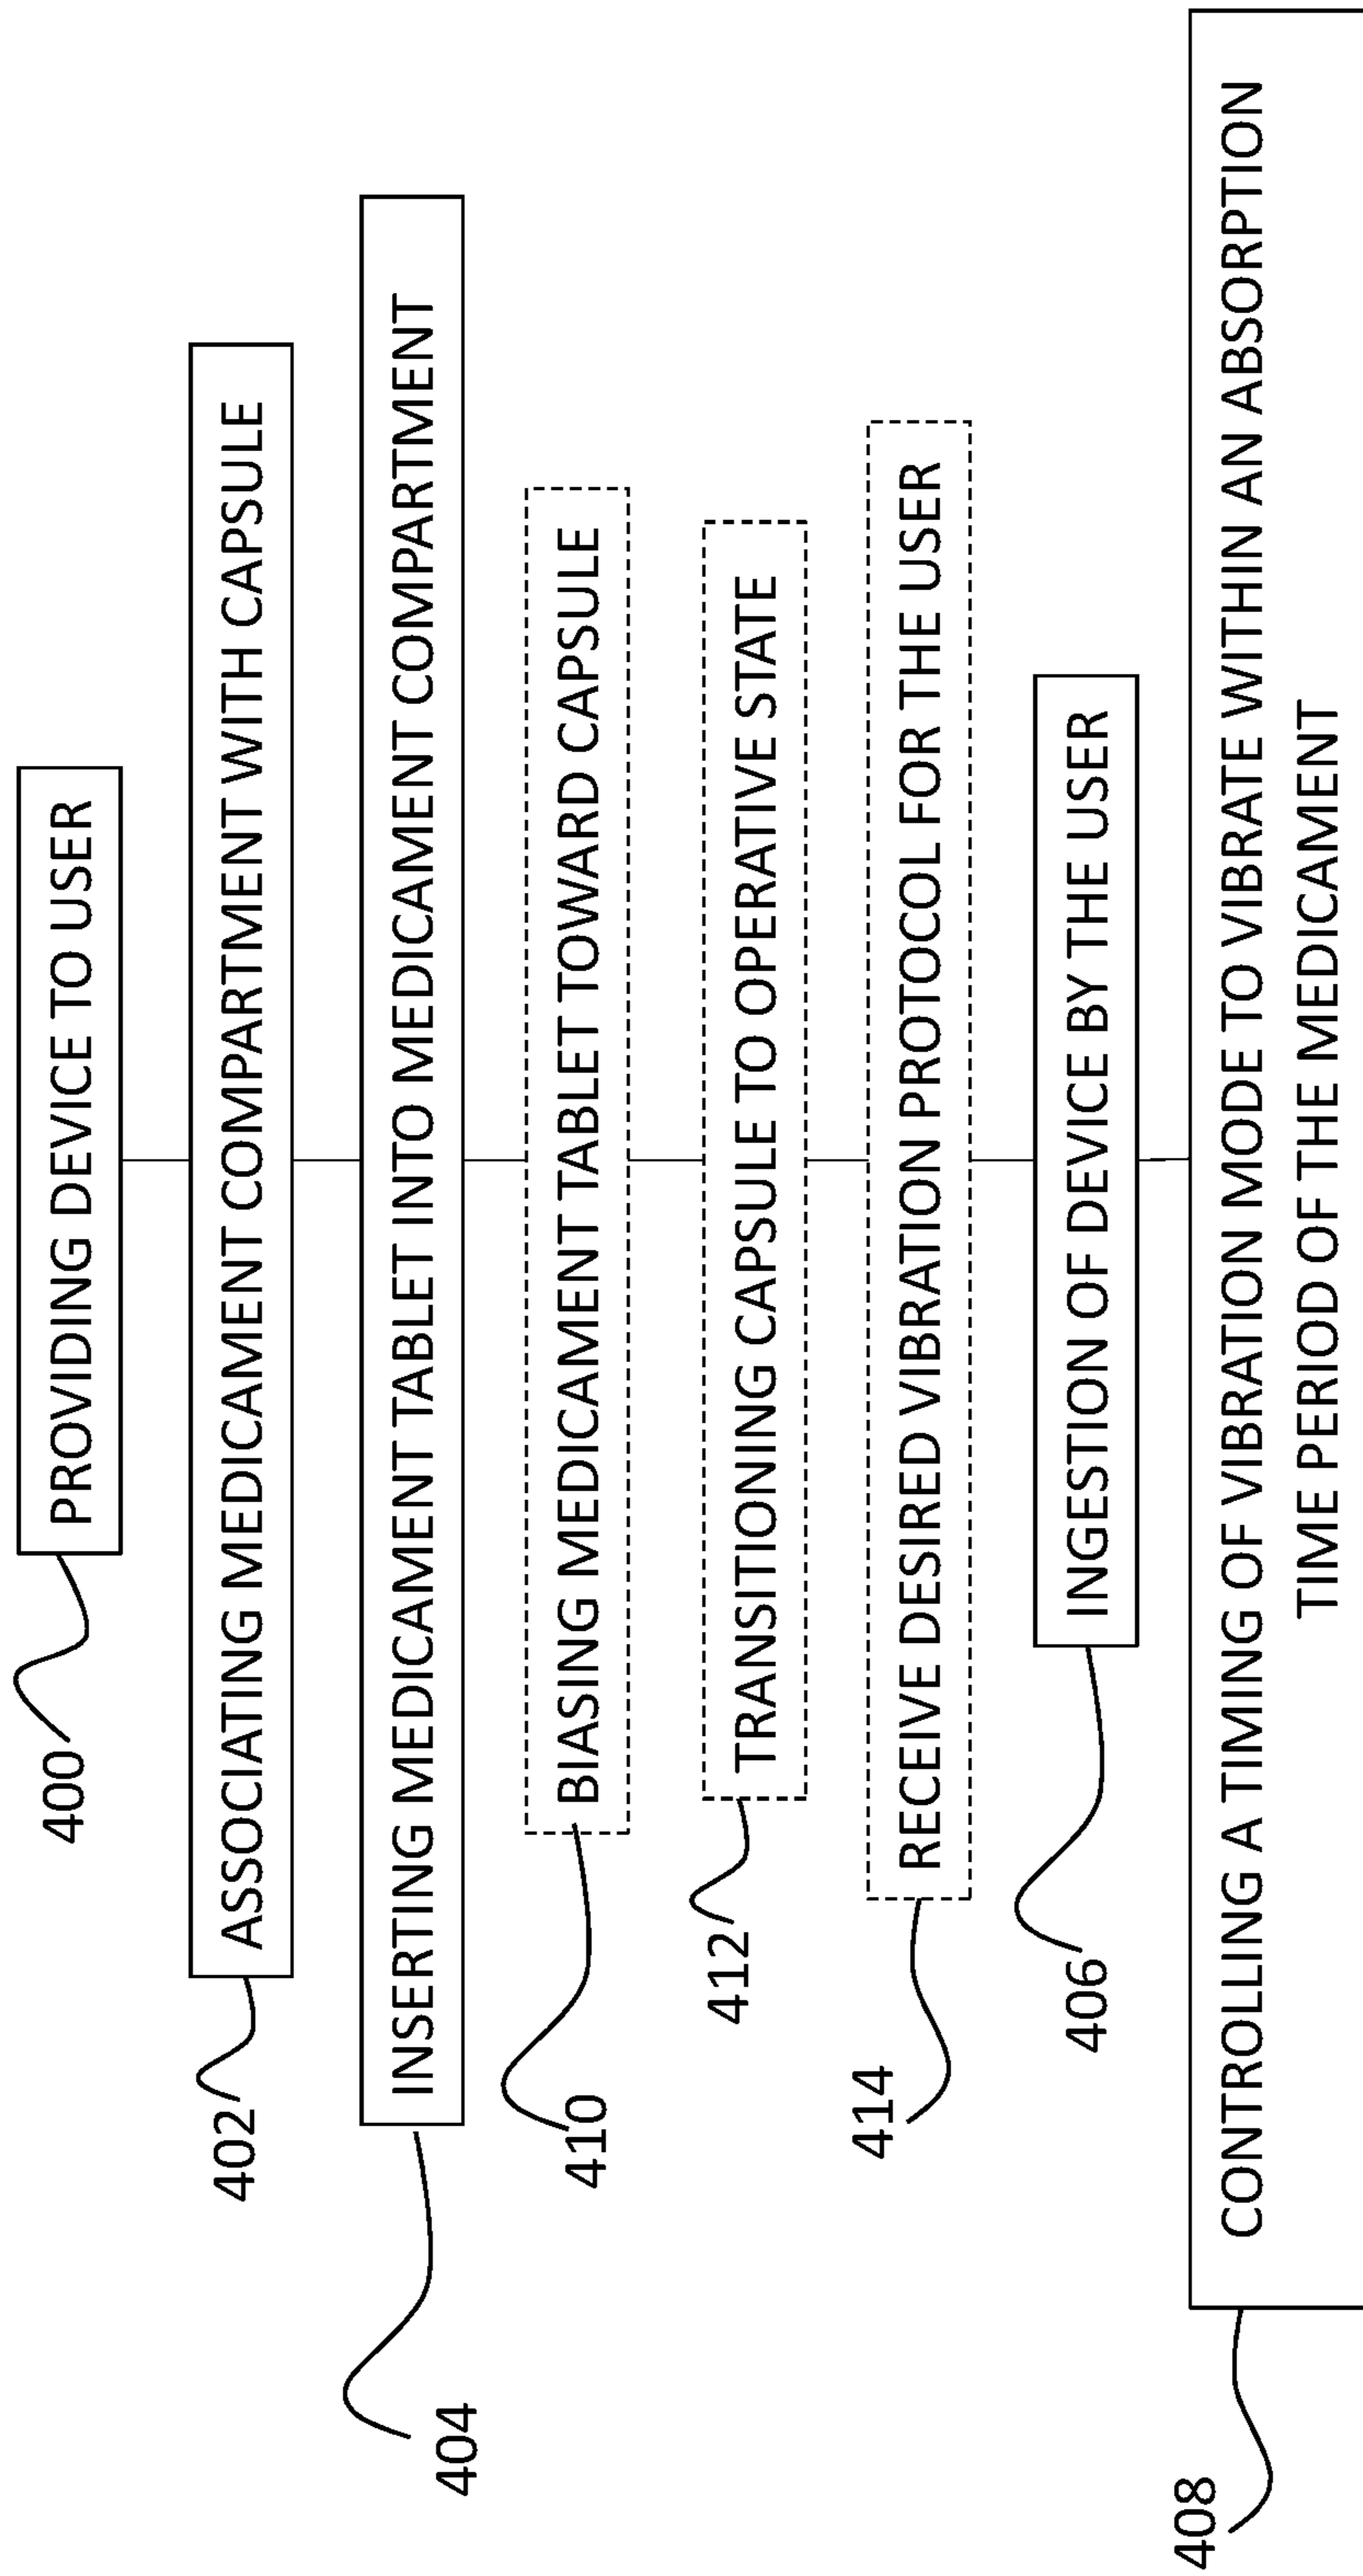 PROVIDING DEVICE TO USER
400
ASSOCIATING MEDICAMENT COMPARTMENT WITH CAPSULE
402
INSERTING MEDICAMENT TABLET INTO MEDICAMENT COMPARTMENT
404
BIASING MEDICAMENT TABLET TOWARD CAPSULE
410
TRANSITIONING CAPSULE TO OPERATIVE STATE
412
RECEIVE DESIRED VIBRATION PROTOCOL FOR THE USER
414
INGESTION OF DEVICE BY THE USER
406
CONTROLLING A TIMING OF VIBRATION MODE TO VIBRATE WITHIN AN ABSORPTION
TIME PERIOD OF THE MEDICAMENT
408